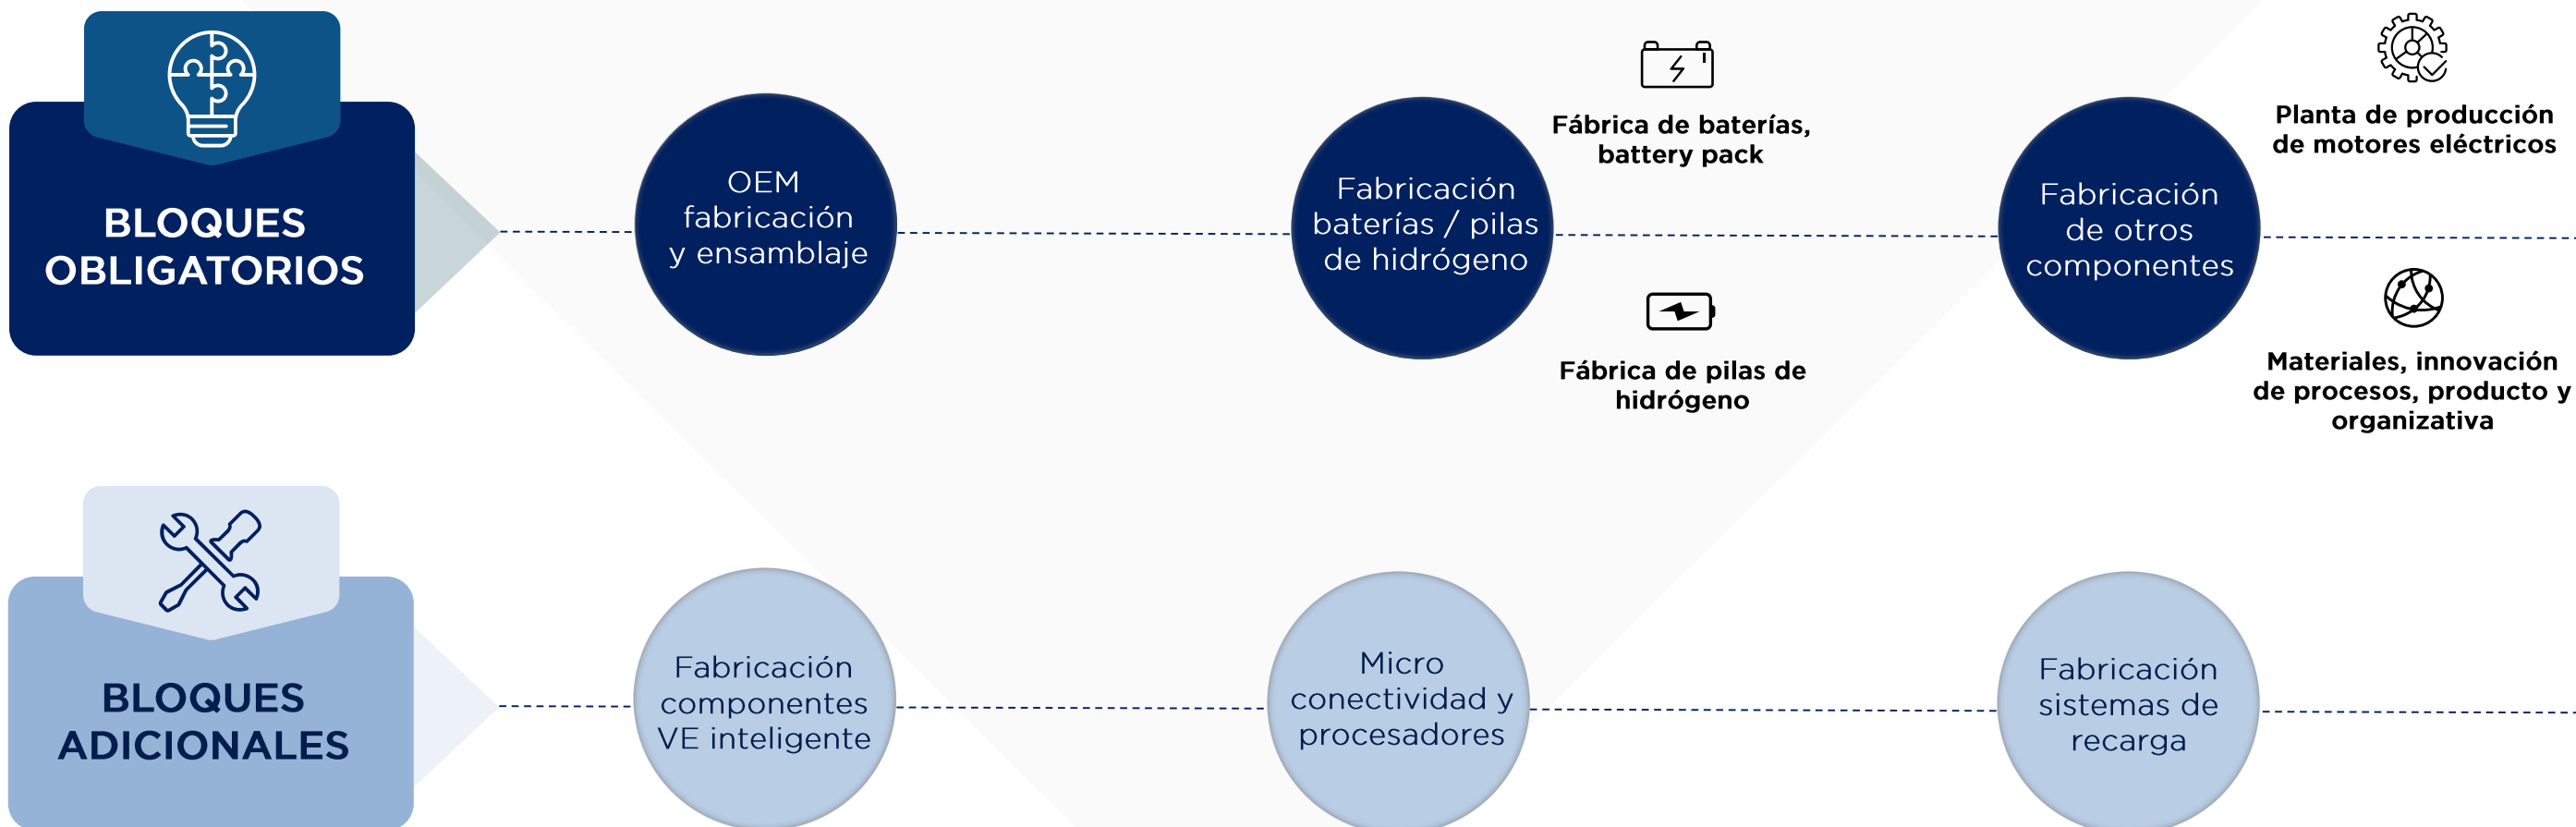 BLOQUES
OBLIGATORIOS
OEM
fabricación
y ensamblaje
Fabricación
baterías / pilas
de hidrógeno
Fábrica de baterías,
battery pack
Fábrica de pilas de
hidrógeno
Fabricación
de otros
componentes
Planta de producción
de motores eléctricos
Materiales, innovación
de procesos, producto y
organizativa
BLOQUES
ADICIONALES
Fabricación
componentes
VE inteligente
Micro
conectividad y
procesadores
Fabricación
sistemas de
recarga